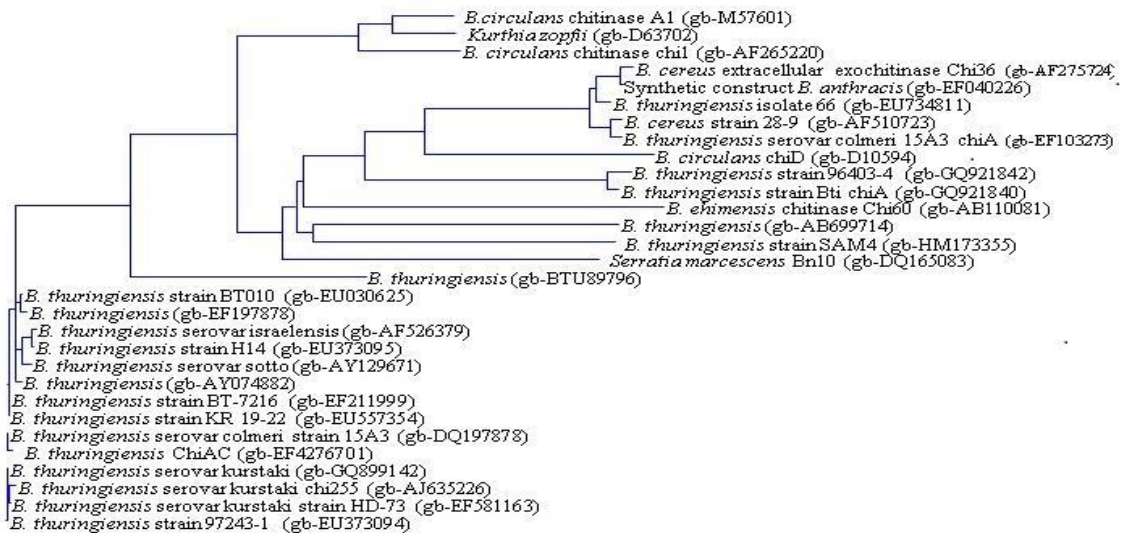 B.circulans chitinase A1 (gb-M57601)
Kurthia zopfii (gb-D63702)
B. circulans chitinase chi1 (gb-AF265220)
B. cereus extracellular exochitinase Chi36 (gb-AF275724)
Synthetic construct B. anthracis (gb-EF040226)
B. thuringiensis isolate 66 (gb-EU734811)
B. cereus strain 28-9 (gb-AF510723)
B. thuringiensis serovar colmeri 15A3 chiA (gb-EF103273)
B. circulans chiD (gb-D10594)
B. thuringiensis strain 96403-4 (gb-GQ921842)
B. thuringiensis strain Bti chiA (gb-GQ921840)
B. ehimensis chitinase Chi60 (gb-AB110081)
B. thuringiensis (gb-AB699714)
B. thuringiensis strain SAM4 (gb-HM173355)
Serratia marcescens Bn10 (gb-DQ165083)
B. thuringiensis (gb-BTU89796)
B. thuringiensis strain BT010 (gb-EU030625)
B. thuringiensis (gb-EF197878)
B. thuringiensis serovar israelensis (gb-AF526379)
B. thuringiensis strain H14 (gb-EU373095)
B. thuringiensis serovar sotto (gb-AY129671)
B. thuringiensis (gb-AY074882)
B. thuringiensis strain BT-7216 (gb-EF211999)
B. thuringiensis strain KR 19-22 (gb-EU557354)
B. thuringiensis serovar colmeri strain 15A3 (gb-DQ197878)
B. thuringiensis ChiAC (gb-EF4276701)
B. thuringiensis serovar kurstaki (gb-GQ899142)
B. thuringiensis serovar kurstaki chi255 (gb-AJ635226)
B. thuringiensis serovar kurstaki strain HD-73 (gb-EF581163)
B. thuringiensis strain 97243-1 (gb-EU373094)